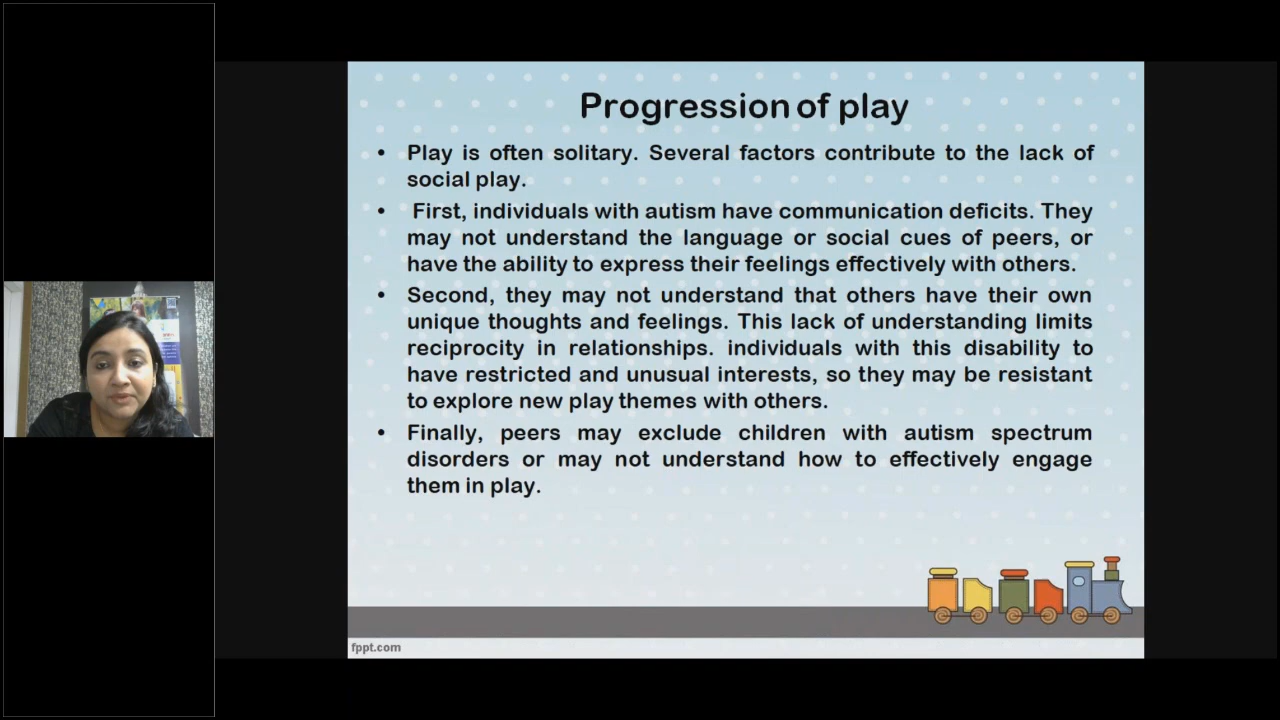 Progression of play
• Play is often solitary. Several factors contribute to the lack of
social play.
• First, individuals with autism have communication deficits. They
may not understand the language or social cues of peers, or
have the ability to express their feelings effectively with others.
• Second, they may not understand that others have their own
unique thoughts and feelings. This lack of understanding limits
reciprocity in relationships. individuals with this disability to
have restricted and unusual interests, so they may be resistant
to explore new play themes with others.
• Finally, peers may exclude children with autism spectrum
disorders or may not understand how to effectively engage
them in play.
fppt.com